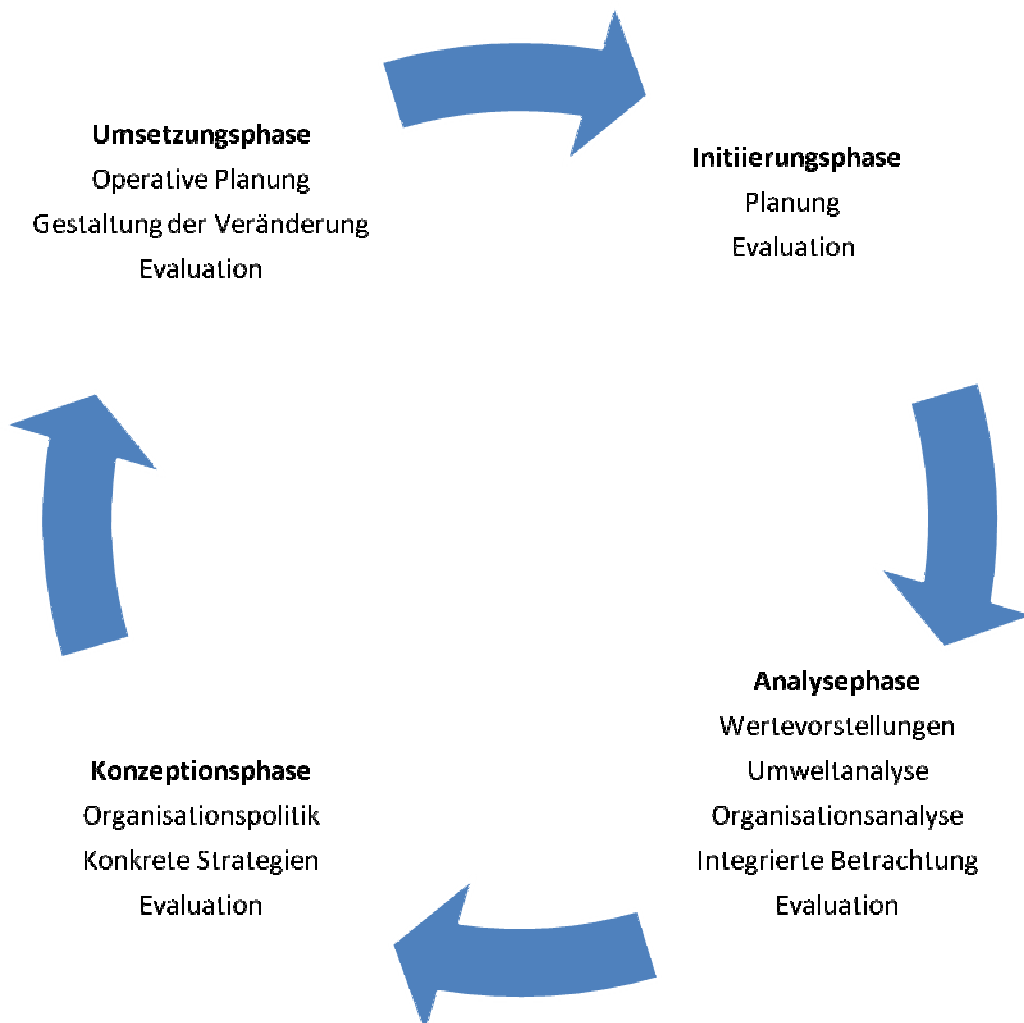 Umsetzungsphase
Operative Planung
Gestaltung der Veränderung
Evaluation
Initiierungsphase
Planung
Evaluation
Analysephase
Wertevorstellungen
Umweltanalyse
Organisationsanalyse
Integrierte Betrachtung
Evaluation
Konzeptionsphase
Organisationspolitik
Konkrete Strategien
Evaluation